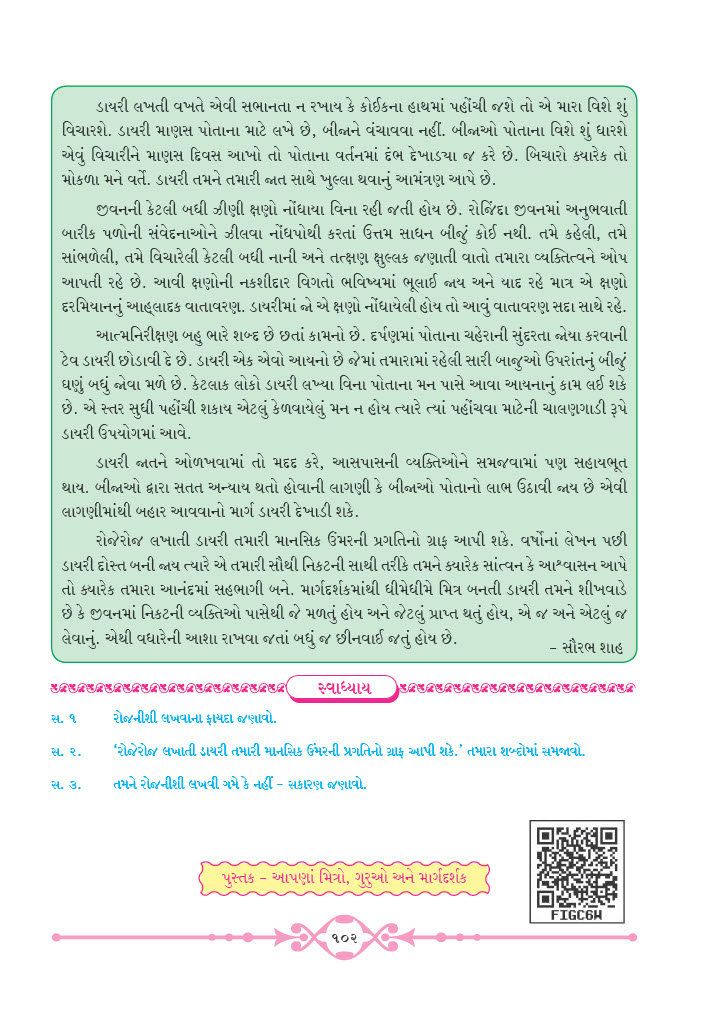 ડાયરી લખતી વખતે એવી સભાનતા ન રખાય કે કોઈકના હાથમાં પહોંચી જશે તો એ મારા વિશે શું
વિચારશે. ડાયરી માણસ પોતાના માટે લખે છે, બીજાને વંચાવવા નહીં. બીજાઓ પોતાના વિશે શું ધારશે
એવું વિચારીને માણસ દિવસ આખો તો પોતાના વર્તનમાં દંભ દેખાડ્યા જ કરે છે. બિચારો ક્યારેક તો
મોકળા મને વર્તે. ડાયરી તમને તમારી જાત સાથે ખુલ્લા થવાનું આમંત્રણ આપે છે.
જીવનની કેટલી બધી ઝીણી ક્ષણો નોંધાયા વિના રહી જતી હોય છે. રોજિંદા જીવનમાં અનુભવાતી
બારીક પળોની સંવેદનાઓને ઝીલવા નોંધપોથી કરતાં ઉત્તમ સાધન બીજું કોઈ નથી. તમે કહેલી, તમે
સાંભળેલી, તમે વિચારેલી કેટલી બધી નાની અને તત્ક્ષણ ક્ષુલ્લક જણાતી વાતો તમારા વ્યક્તિત્વને ઓપ
આપતી રહે છે. આવી ક્ષણોની નકશીદાર વિગતો ભવિષ્યમાં ભૂલાઈ જાય અને યાદ રહે માત્ર એ ક્ષણો
દરમિયાનનું આહ્‌લાદક વાતાવરણ. ડાયરીમાં જો એ ક્ષણો નોંધાયેલી હોય તો આવું વાતાવરણ સદા સાથે રહે.
આત્મનિરીક્ષણ બહુ ભારે શબ્દ છે છતાં કામનો છે. દર્પણમાં પોતાના ચહેરાની સુંદરતા જોયા કરવાની
ટેવ ડાયરી છોડાવી દે છે. ડાયરી એક એવો આયનો છે જેમાં તમારામાં રહેલી સારી બાજુઓ ઉપરાંતનું બીજું
ઘણું બધું જોવા મળે છે. કેટલાક લોકો ડાયરી લખ્યા વિના પોતાના મન પાસે આવા આયનાનું કામ લઈ શકે
છે. એ સ્તર સુધી પહોંચી શકાય એટલું કેળવાયેલું મન ન હોય ત્યારે ત્યાં પહોંચવા માટેની ચાલણગાડી રૂપે
ડાયરી ઉપયોગમાં આવે.
ડાયરી જાતને ઓળખવામાં તો મદદ કરે, આસપાસની વ્યક્તિઓને સમજવામાં પણ સહાયભૂત
થાય. બીજાઓ દ્વારા સતત અન્યાય થતો હોવાની લાગણી કે બીજાઓ પોતાનો લાભ ઉઠાવી જાય છે એવી
લાગણીમાંથી બહાર આવવાનો માર્ગ ડાયરી દેખાડી શકે.
રોજેરોજ લખાતી ડાયરી તમારી માનસિક ઉંમરની પ્રગતિનો ગ્રાફ આપી શકે. વર્ષોનાં લેખન પછી
ડાયરી દોસ્ત બની જાય ત્યારે એ તમારી સૌથી નિકટની સાથી તરીકે તમને ક્યારેક સાંત્વન કે આશ્વાસન આપે
તો ક્યારેક તમારા આનંદમાં સહભાગી બને. માર્ગદર્શકમાંથી ધીમેધીમે મિત્ર બનતી ડાયરી તમને શીખવાડે
છે કે જીવનમાં નિકટની વ્યક્તિઓ પાસેથી જે મળતું હોય અને જેટલું પ્રાપ્ત થતું હોય, એ જ અને એટલું જ
લેવાનું. એથી વધારેની આશા રાખવા જતાં બધું જ છીનવાઈ જતું હોય છે.
– સૌરભ શાહ
સ્વાધ્યાય
સ. ૧ રોજનીશી લખવાના ફાયદા જણાવો.
સ. ૨. ‘રોજેરોજ લખાતી ડાયરી તમારી માનસિક ઉંમરની પ્રગતિનો ગ્રાફ આપી શકે.’ તમારા શબ્દોમાં સમજાવો.
સ. ૩. તમને રોજનીશી લખવી ગમે કે નહીં – સકારણ જણાવો.
પુસ્તક – આપણાં મિત્રો, ગુરુઓ અને માર્ગદર્શક
FIGC6W
૧૦૨